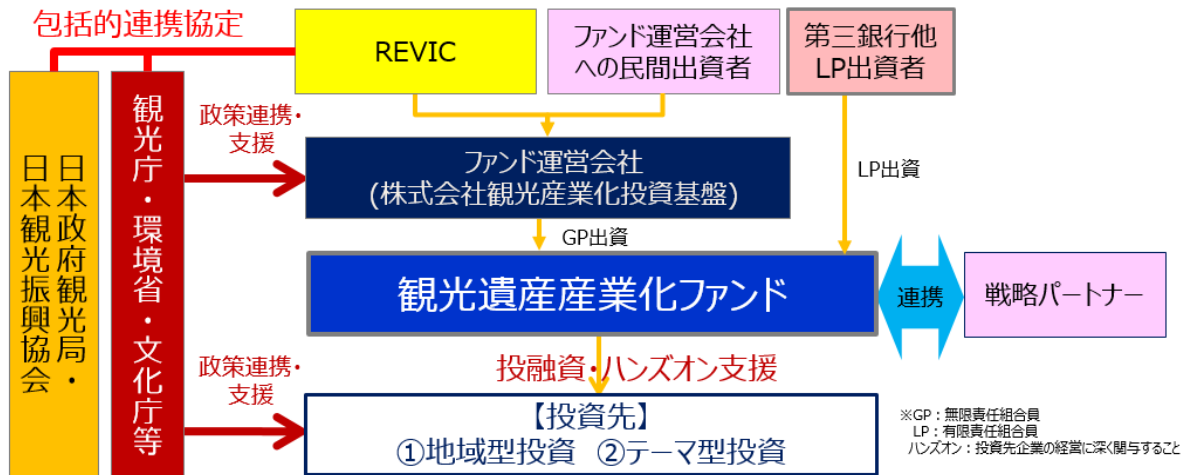 包括的連携協定
REVIC
ファンド運営会社
への民間出資者
第三銀行他
LP出資者
日本政府観光局・
日本観光振興協会
観光庁・環境省・文化庁等
政策連携・
支援
ファンド運営会社
(株式会社観光産業化投資基盤)
LP出資
GP出資
観光遺産産業化ファンド
連携
戦略パートナー
政策連携・
支援
投融資・ハンズオン支援
【投資先】
①地域型投資 ②テーマ型投資
※GP：無限責任組合員
LP：有限責任組合員
ハンズオン：投資先企業の経営に深く関与すること